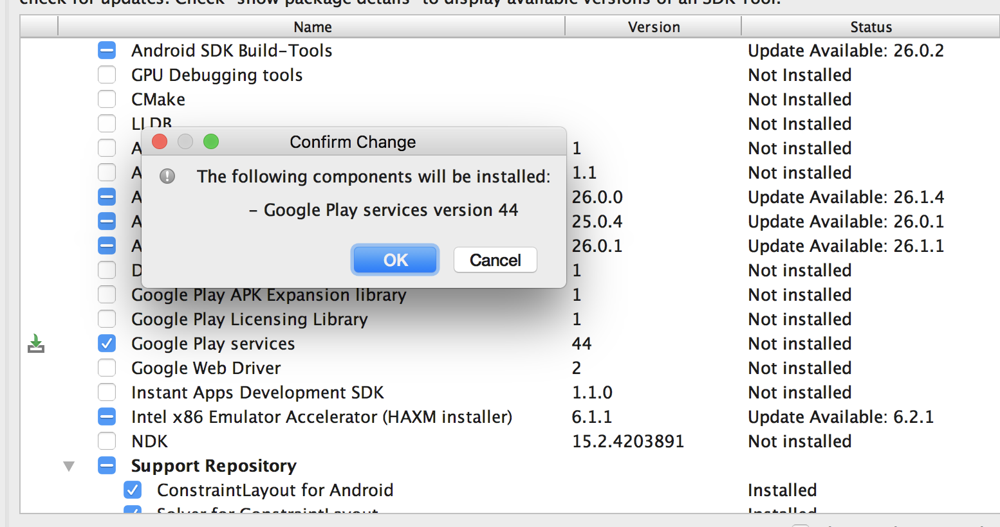 check for updates. Check "show package details" to display available versions of an SDK Tool.
Name Version Status
Android SDK Build-Tools Update Available: 26.0.2
GPU Debugging tools Not Installed
CMake Not Installed
LLDB Not Installed
Confirm Change
A 1 Not installed
The following components will be installed:
A 1.1 Not installed
A 26.0.0 Update Available: 26.1.4
- Google Play services version 44
A 25.0.4 Update Available: 26.0.1
A 26.0.1 Update Available: 26.1.1
OK Cancel
D 1 Not installed
Google Play APK Expansion library 1 Not installed
Google Play Licensing Library 1 Not installed
Google Play services 44 Not installed
Google Web Driver 2 Not installed
Instant Apps Development SDK 1.1.0 Not installed
Intel x86 Emulator Accelerator (HAXM installer) 6.1.1 Update Available: 6.2.1
NDK 15.2.4203891 Not installed
Support Repository
ConstraintLayout for Android Installed
Solver for ConstraintLayout Installed